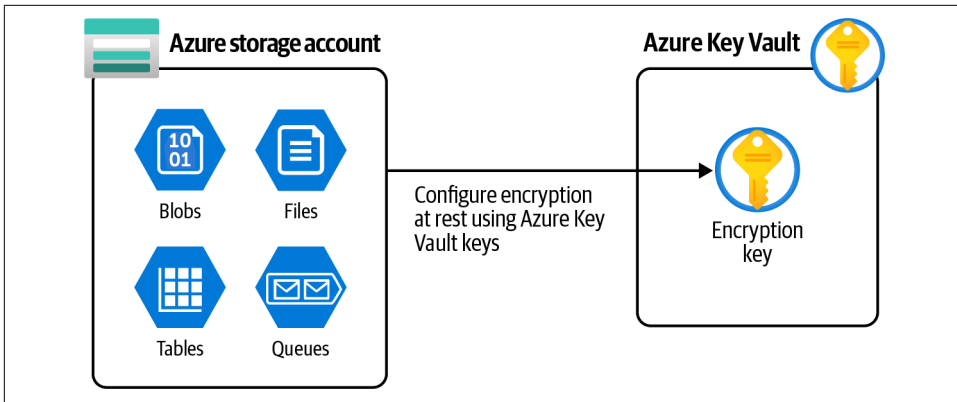 Azure storage account
Azure Key Vault
10
01
Blobs
Files
Tables
Queues
Configure encryption
at rest using Azure Key
Vault keys
Encryption
key